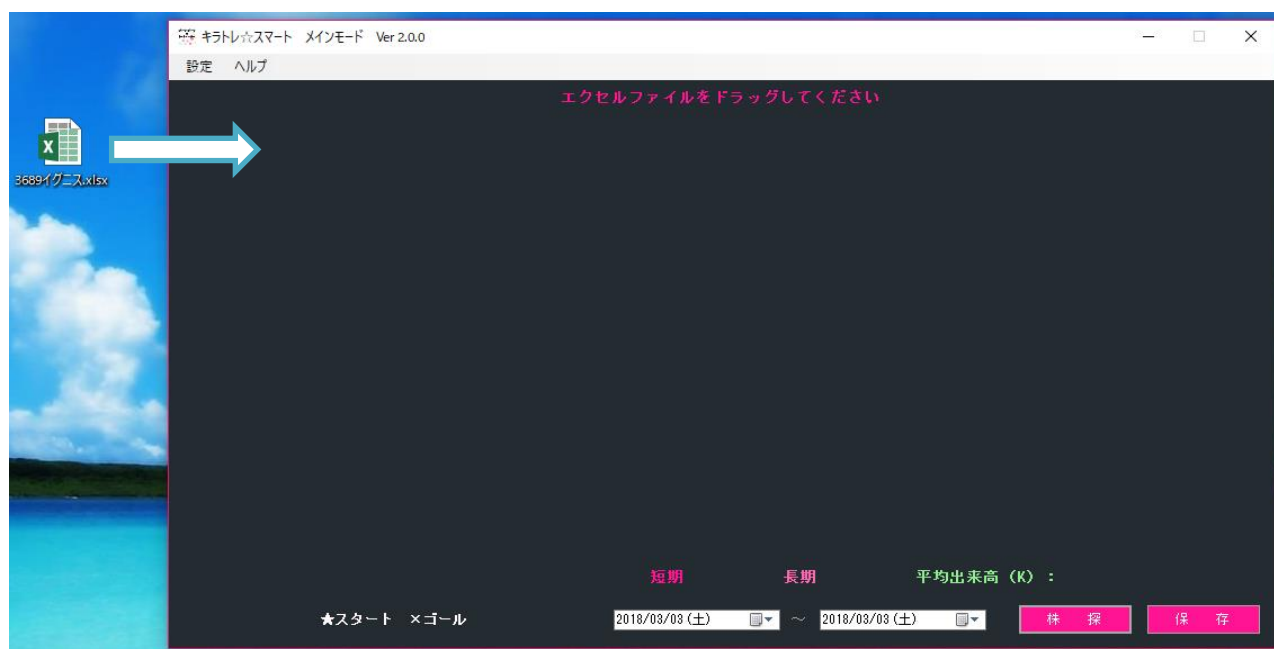 キラトレ☆スマート メインモード Ver 2.0.0
設定 ヘルプ
エクセルファイルをドラッグしてください
3689イグニス.xlsx
短期 長期 平均出来高（K）：
★スタート ×ゴール 2018/03/03(土) ～ 2018/03/03(土) 株 探 保 存